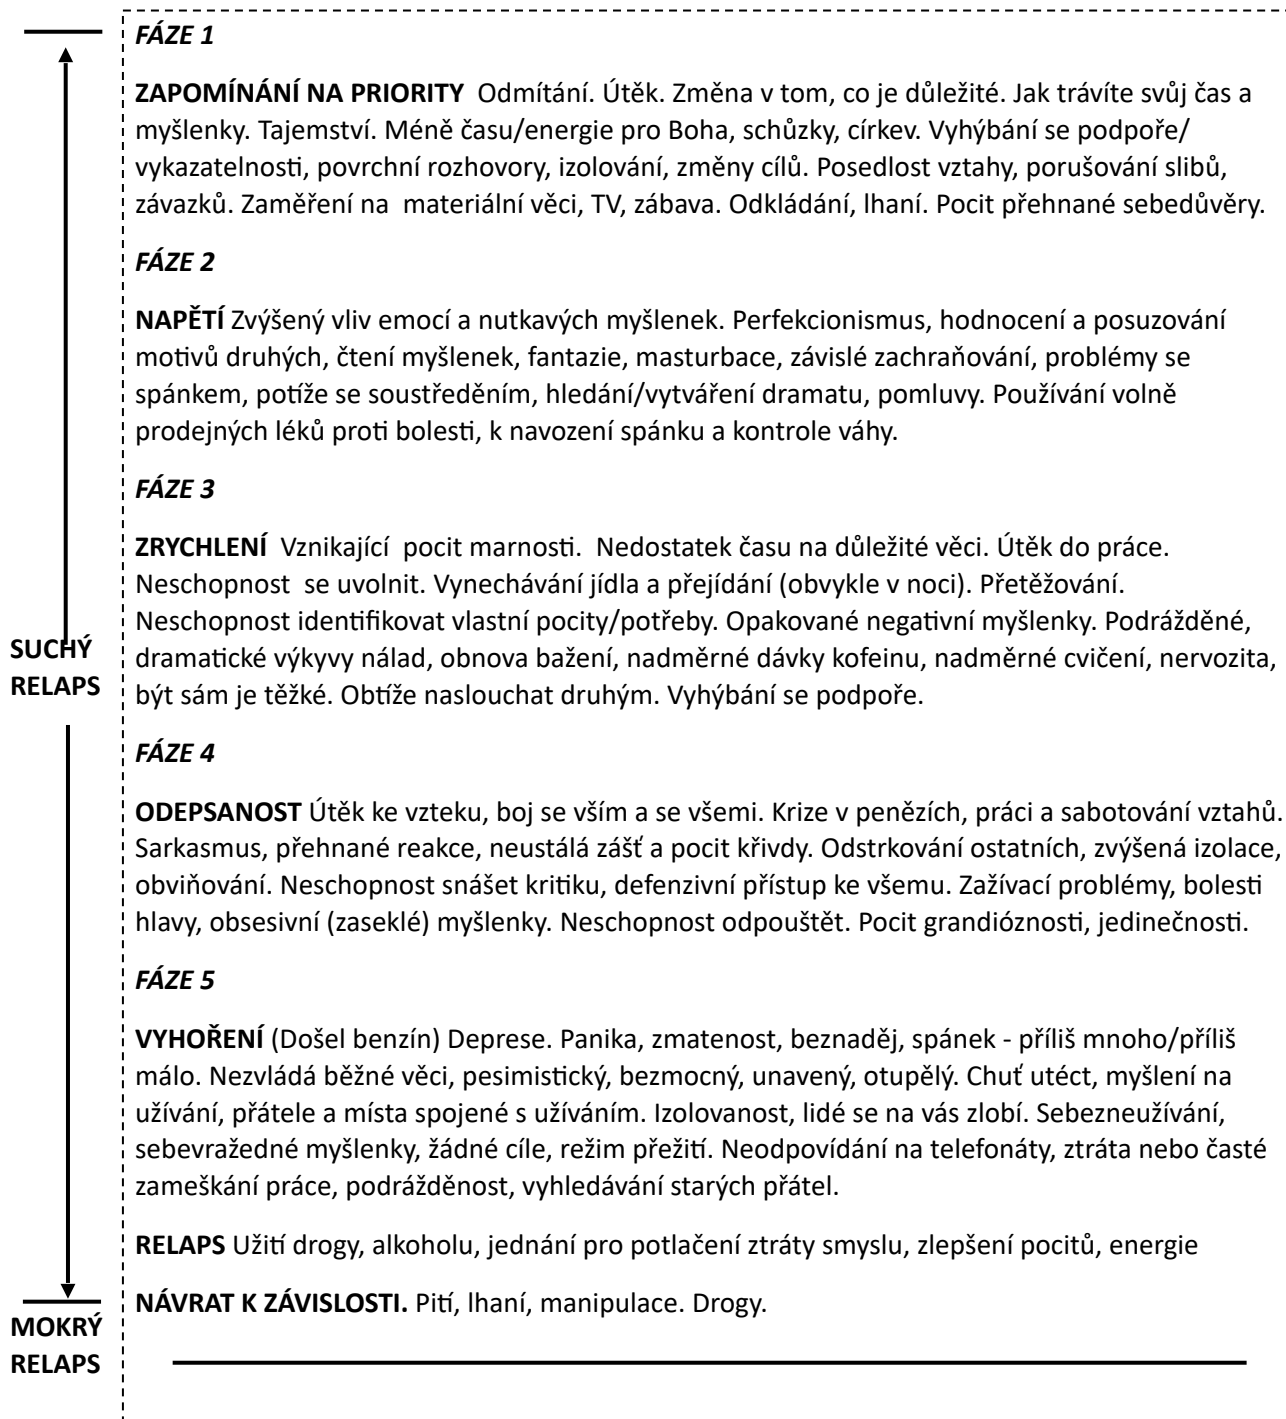 FÁZE 1
ZAPOMÍNÁNÍ NA PRIORITY Odmítání. Útěk. Změna v tom, co je důležité. Jak trávíte svůj čas a
myšlenky. Tajemství. Méně času/energie pro Boha, schůzky, církev. Vyhýbání se podpoře/
vykazatelnosti, povrchní rozhovory, izolování, změny cílů. Posedlost vztahy, porušování slibů,
závazků. Zaměření na materiální věci, TV, zábava. Odkládání, lhaní. Pocit přehnané sebedůvěry.
FÁZE 2
NAPĚTÍ Zvýšený vliv emocí a nutkavých myšlenek. Perfekcionismus, hodnocení a posuzování
motivů druhých, čtení myšlenek, fantazie, masturbace, závislé zachraňování, problémy se
spánkem, potíže se soustředěním, hledání/vytváření dramatu, pomluvy. Používání volně
prodejných léků proti bolesti, k navození spánku a kontrole váhy.
FÁZE 3
ZRYCHLENÍ Vznikající pocit marnosti. Nedostatek času na důležité věci. Útěk do práce.
Neschopnost se uvolnit. Vynechávání jídla a přejídání (obvykle v noci). Přetěžování.
Neschopnost identifikovat vlastní pocity/potřeby. Opakované negativní myšlenky. Podrážděné,
dramatické výkyvy nálad, obnova bažení, nadměrné dávky kofeinu, nadměrné cvičení, nervozita,
být sám je těžké. Obtíže naslouchat druhým. Vyhýbání se podpoře.
SUCHÝ
RELAPS
FÁZE 4
ODEPSANOST Útěk ke vzteku, boj se vším a se všemi. Krize v penězích, práci a sabotování vztahů.
Sarkasmus, přehnané reakce, neustálá zášť a pocit křivdy. Odstrkování ostatních, zvýšená izolace,
obviňování. Neschopnost snášet kritiku, defenzivní přístup ke všemu. Zažívací problémy, bolesti
hlavy, obsesivní (zaseklé) myšlenky. Neschopnost odpouštět. Pocit grandióznosti, jedinečnosti.
FÁZE 5
VYHOŘENÍ (Došel benzín) Deprese. Panika, zmatenost, beznaděj, spánek - příliš mnoho/příliš
málo. Nezvládá běžné věci, pesimistický, bezmocný, unavený, otupělý. Chuť utéct, myšlení na
užívání, přátele a místa spojené s užíváním. Izolovanost, lidé se na vás zlobí. Sebezneužívání,
sebevražedné myšlenky, žádné cíle, režim přežití. Neodpovídání na telefonáty, ztráta nebo časté
zameškání práce, podrážděnost, vyhledávání starých přátel.
RELAPS Užití drogy, alkoholu, jednání pro potlačení ztráty smyslu, zlepšení pocitů, energie
NÁVRAT K ZÁVISLOSTI. Pití, lhaní, manipulace. Drogy.
MOKRÝ
RELAPS